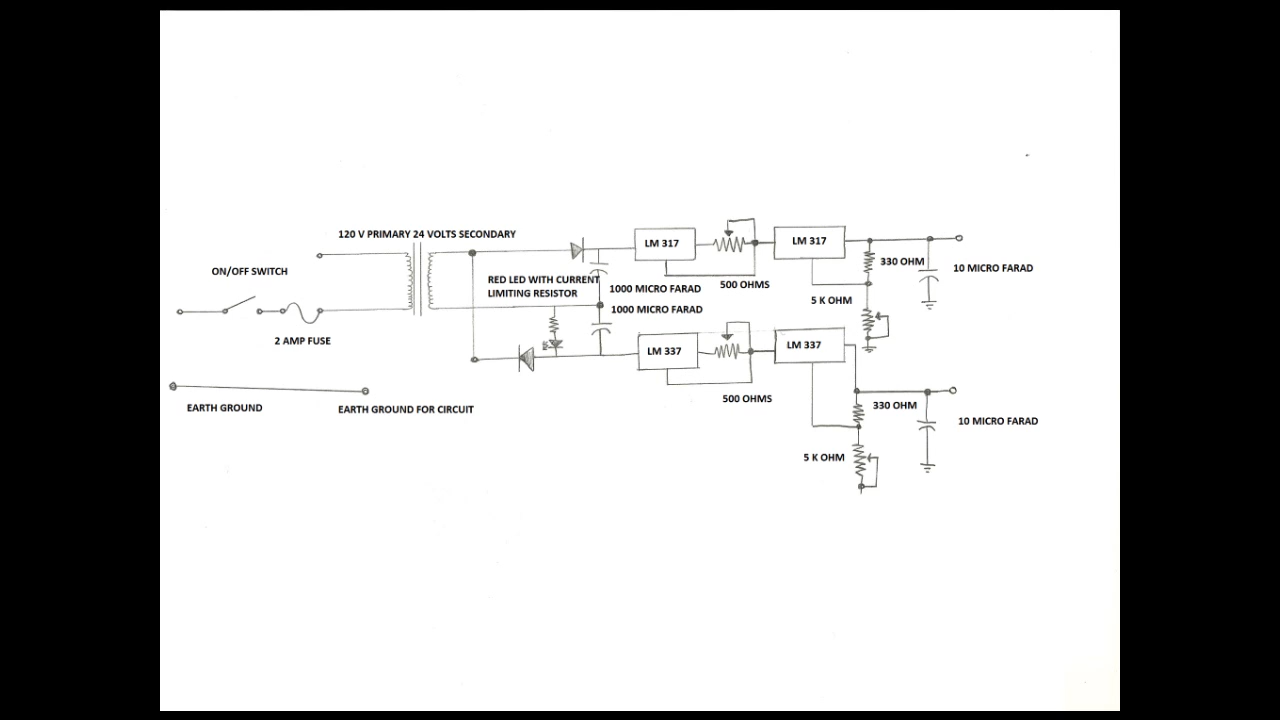 120 V PRIMARY 24 VOLTS SECONDARY
ON/OFF SWITCH
2 AMP FUSE
EARTH GROUND
EARTH GROUND FOR CIRCUIT
RED LED WITH CURRENT
LIMITING RESISTOR
1000 MICRO FARAD
1000 MICRO FARAD
LM 317
500 OHMS
LM 317
330 OHM
10 MICRO FARAD
5 K OHM
LM 337
500 OHMS
LM 337
330 OHM
10 MICRO FARAD
5 K OHM